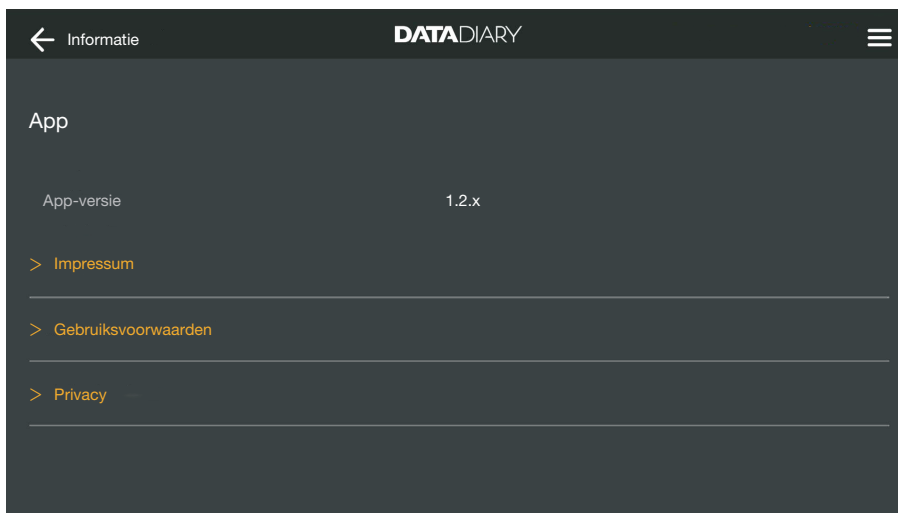 Informatie
DATADIARY
App
App-versie 1.2.x
> Impressum
> Gebruiksvoorwaarden
> Privacy